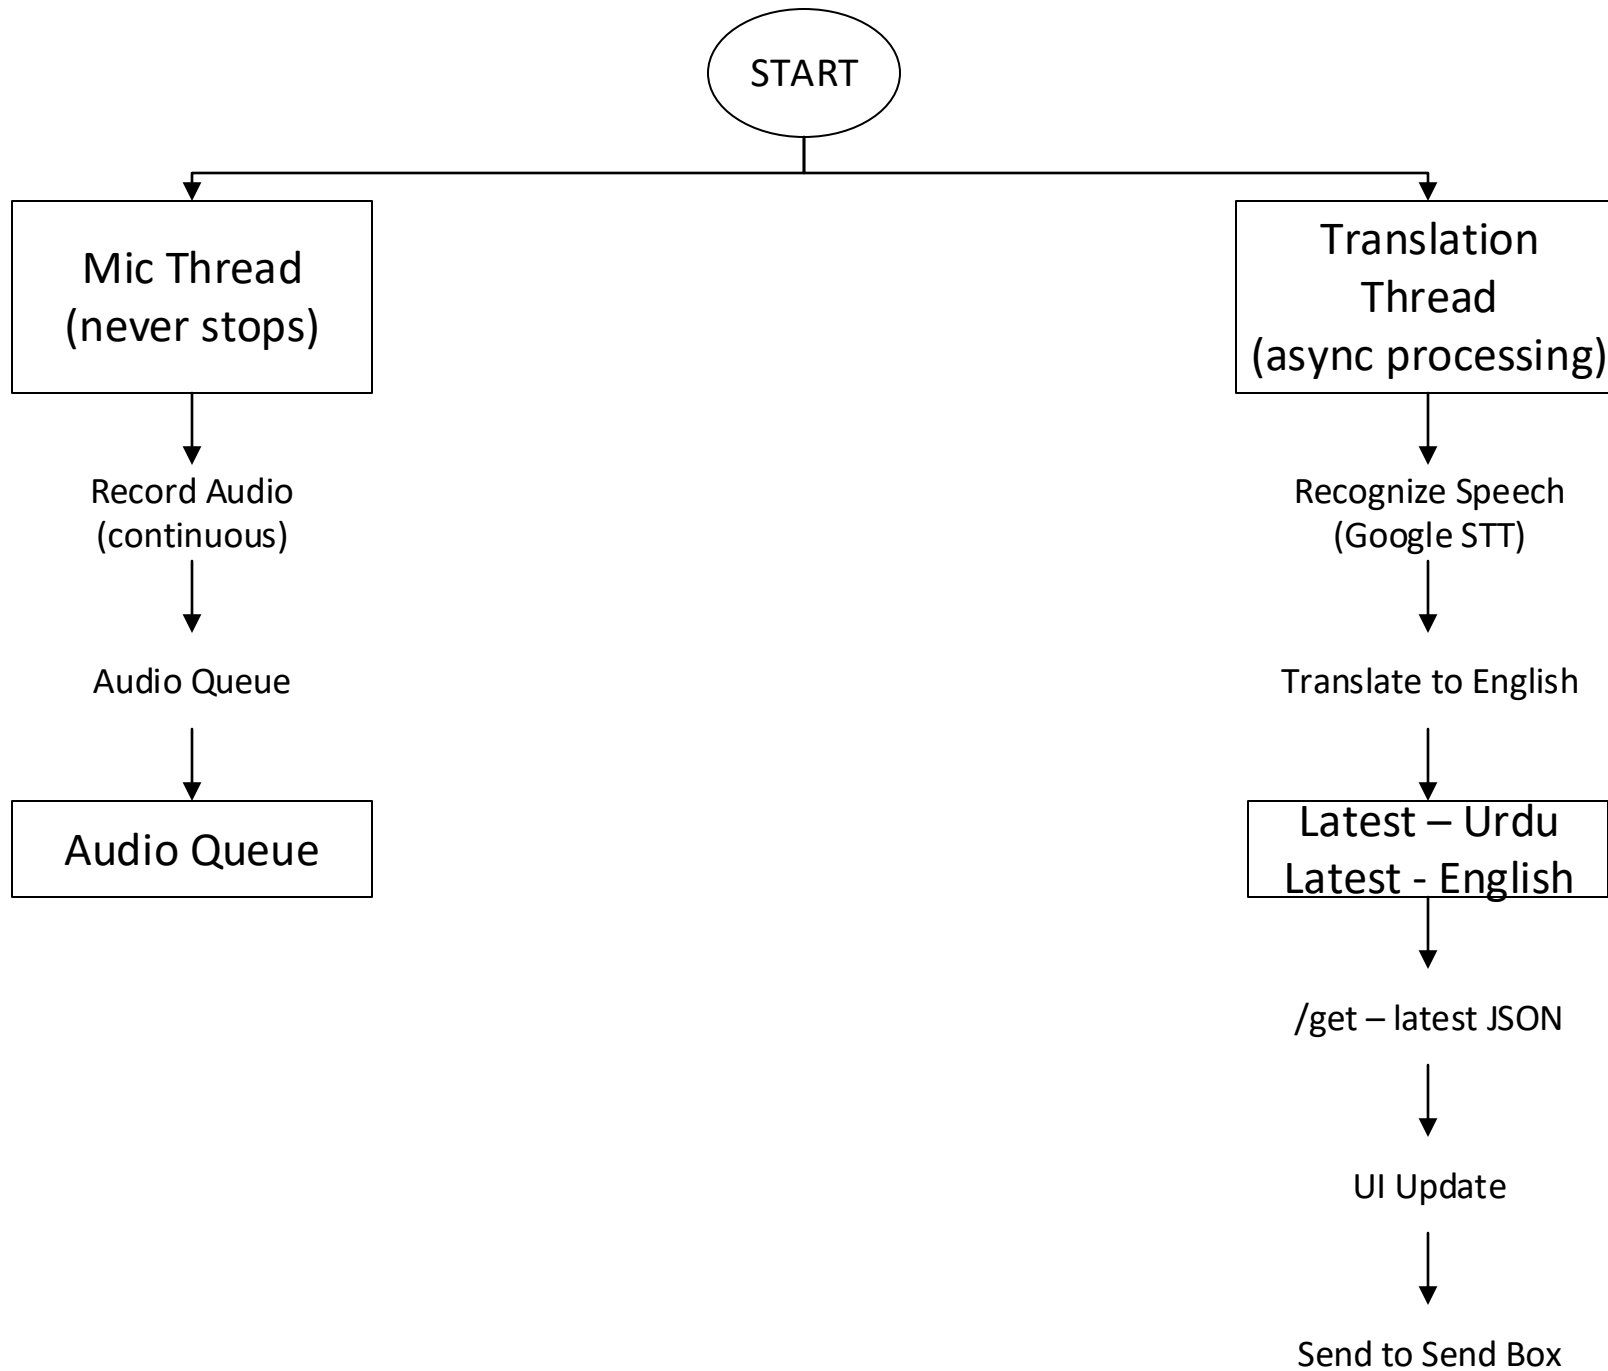 START
Mic Thread
(never stops)
Record Audio
(continuous)
Audio Queue
Audio Queue
Translation
Thread
(async processing)
Recognize Speech
(Google STT)
Translate to English
Latest – Urdu
Latest - English
/get – latest JSON
UI Update
Send to Send Box